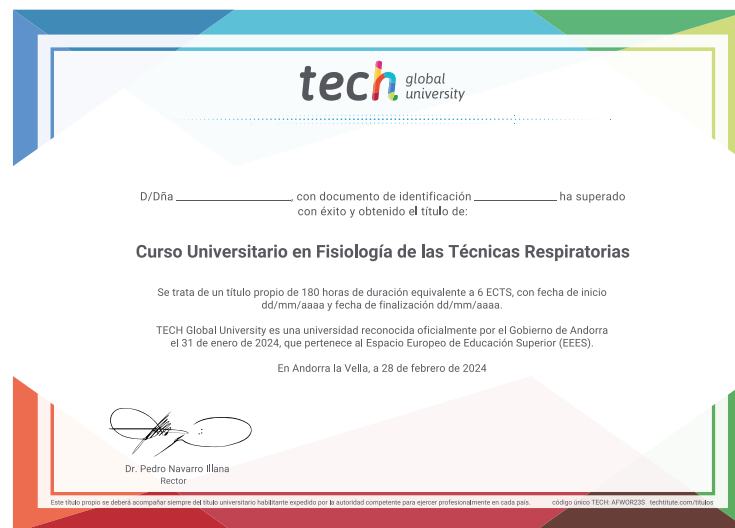 tech global university
D/Dña ____________, con documento de identificación ____________ ha superado
con éxito y obtenido el título de:
Curso Universitario en Fisiología de las Técnicas Respiratorias
Se trata de un título propio de 180 horas de duración equivalente a 6 ECTS, con fecha de inicio
dd/mm/aaaa y fecha de finalización dd/mm/aaaa.
TECH Global University es una universidad reconocida oficialmente por el Gobierno de Andorra
el 31 de enero de 2024, que pertenece al Espacio Europeo de Educación Superior (EEES).
En Andorra la Vella, a 28 de febrero de 2024
Dr. Pedro Navarro Illana
Rector
Este título propio se deberá acompañar siempre del título universitario habilitante expedido por la autoridad competente para ejercer profesionalmente en cada país. código único TECH: AFWOR23S techtitute.com/titulos